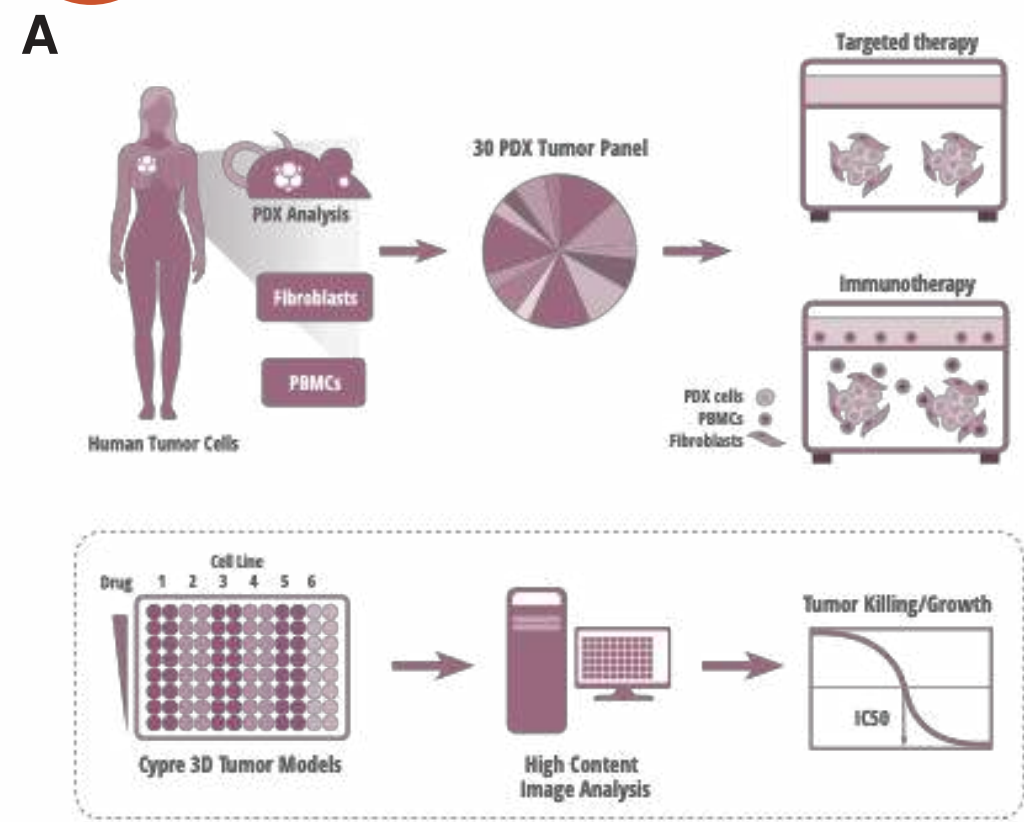 A
Targeted therapy
30 PDX Tumor Panel
PDX Analysis
Fibroblasts
PBMCs
Human Tumor Cells
Immunotherapy
PDX cells
PBMCs
Fibroblasts
Cell Line
Drug 1 2 3 4 5 6
Cypre 3D Tumor Models
High Content
Image Analysis
Tumor Killing/Growth
IC50